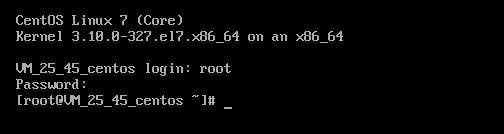 CentOS Linux 7 (Core)
Kernel 3.10.0-327.el7.x86_64 on an x86_64
VM_25_45_centos login: root
Password:
[root@VM_25_45_centos ~]# _